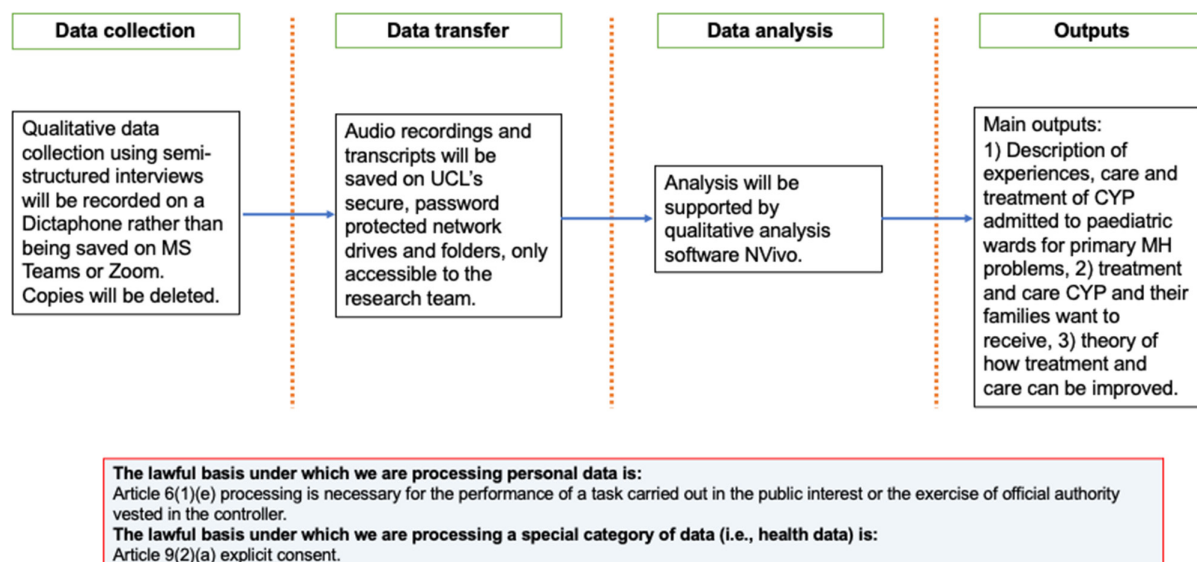 Data collection
Data transfer
Data analysis
Outputs
Qualitative data
collection using semi-
structured interviews
will be recorded on a
Dictaphone rather than
being saved on MS
Teams or Zoom.
Copies will be deleted.
Audio recordings and
transcripts will be
saved on UCL's
secure, password
protected network
drives and folders, only
accessible to the
research team.
Analysis will be
supported by
qualitative analysis
software NVivo.
Main outputs:
1) Description of
experiences, care and
treatment of CYP
admitted to paediatric
wards for primary MH
problems, 2) treatment
and care CYP and their
families want to
receive, 3) theory of
how treatment and
care can be improved.
The lawful basis under which we are processing personal data is:
Article 6(1)(e) processing is necessary for the performance of a task carried out in the public interest or the exercise of official authority
vested in the controller.
The lawful basis under which we are processing a special category of data (i.e., health data) is:
Article 9(2)(a) explicit consent.